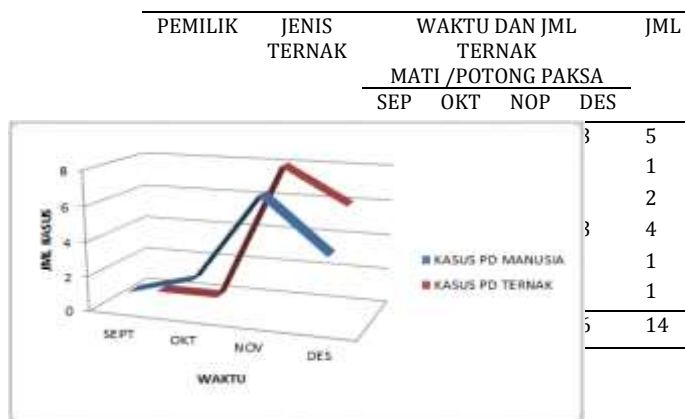 PEMILIK JENIS WAKTU DAN JML JML
TERNAK TERNAK
MATI /POTONG PAKSA
SEP OKT NOP DES
5
1
2
4
1
1
14
8
6
4
2
0
JML KASUS
SEPT
OKT
NOV
DES
WAKTU
KASUS PD MANUSIA
KASUS PD TERNAK